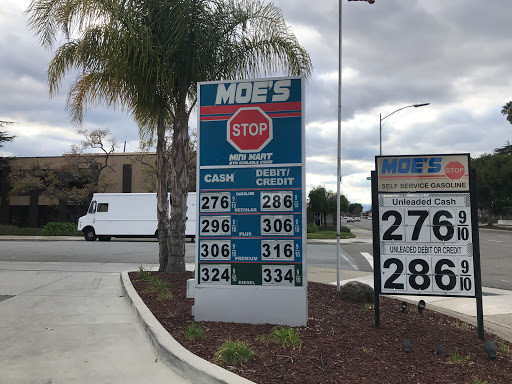 MOE'S
STOP
MINI MART
CASH DEBIT/
CREDIT
GASOLINE
276 9/10 286 9/10
REGULAR
296 9/10 306 9/10
PLUS
306 9/10 316 9/10
PREMIUM
324 9/10 334 9/10
DIESEL
MOE'S STOP
SELF SERVICE GASOLINE
Unleaded Cash
276 9/10
UNLEADED DEBIT OR CREDIT
286 9/10